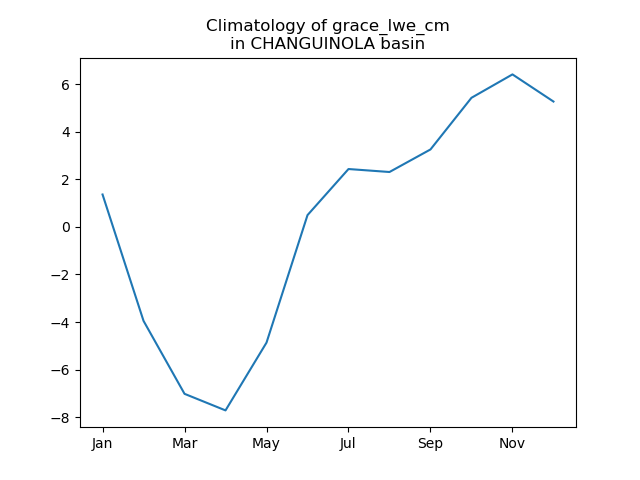 Climatology of grace_lwe_cm
in CHANGUINOLA basin
6
4
2
0
−2
−4
−6
−8
Jan Mar May Jul Sep Nov